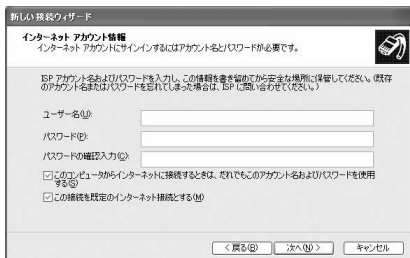 新しい接続ウィザード
インターネット アカウント情報
インターネット アカウントにサインインするにはアカウント名とパスワードが必要です。
ISP アカウント名およびパスワードを入力し、この情報を書き留めてから安全な場所に保管してください。(既存
のアカウント名またはパスワードを忘れてしまった場合は、ISP に問い合わせてください。)
ユーザー名(U):
パスワード(P):
パスワードの確認入力(C):
このコンピュータからインターネットに接続するときは、だれでもこのアカウント名およびパスワードを使用
する(S)
この接続を既定のインターネット接続とする(M)
< 戻る(B)
次へ(N) >
キャンセル